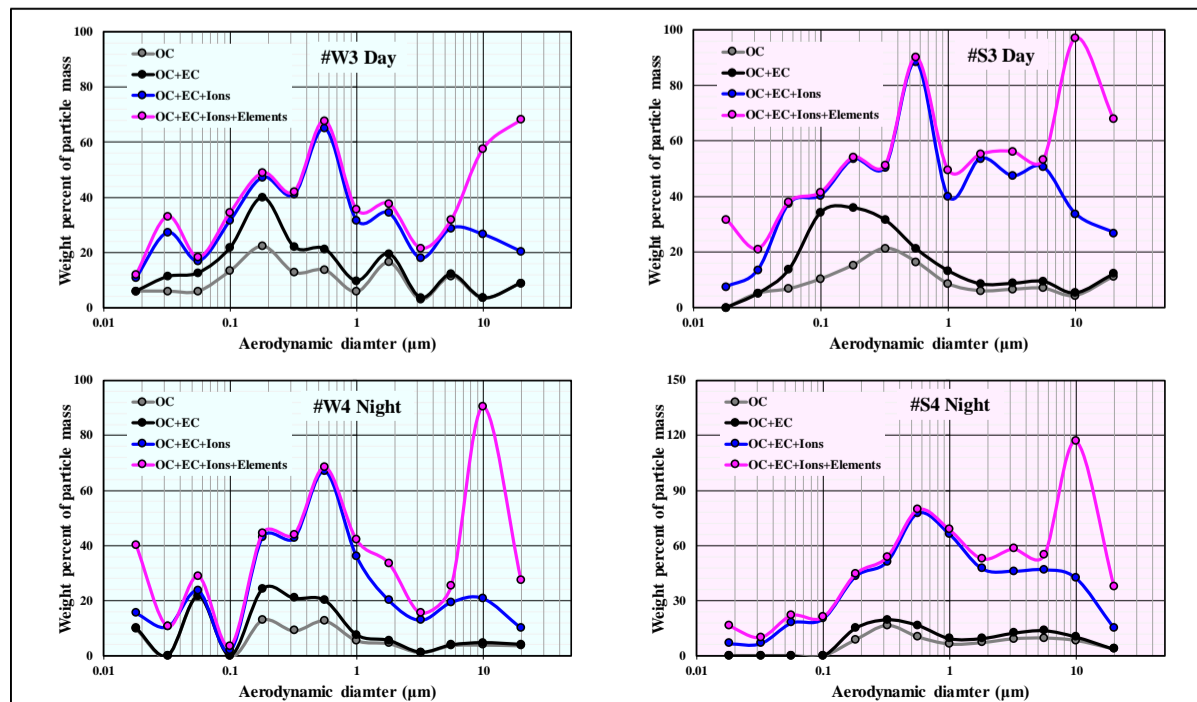 #W3 Day
OC
OC+EC
OC+EC+Ions
OC+EC+Ions+Elements
Weight percent of particle mass
100
80
60
40
20
0
0.01
0.1
1
10
Aerodynamic diamter (µm)
#S3 Day
OC
OC+EC
OC+EC+Ions
OC+EC+Ions+Elements
Weight percent of particle mass
100
80
60
40
20
0
0.01
0.1
1
10
Aerodynamic diamter (µm)
#W4 Night
OC
OC+EC
OC+EC+Ions
OC+EC+Ions+Elements
Weight percent of particle mass
100
80
60
40
20
0
0.01
0.1
1
10
Aerodynamic diamter (µm)
#S4 Night
OC
OC+EC
OC+EC+Ions
OC+EC+Ions+Elements
Weight percent of particle mass
150
120
90
60
30
0
0.01
0.1
1
10
Aerodynamic diamter (µm)